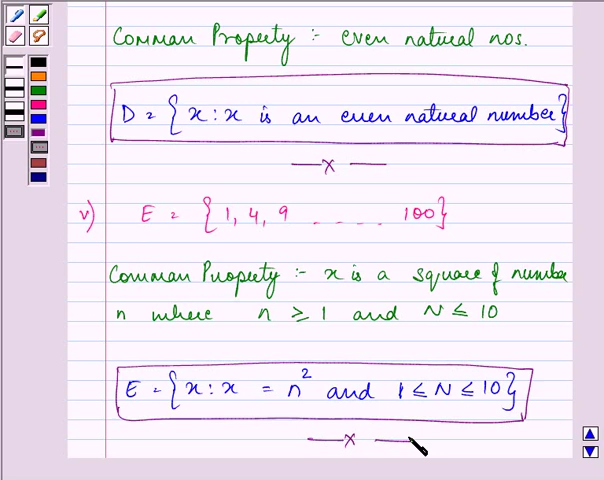 Common Property :- even natural nos.
D = { x : x is an even natural number }
— x —
v) E = { 1, 4, 9 ..... 100 }
Common Property :- x is a square of number
n where n ≥ 1 and N ≤ 10
E = { x : x = n² and 1 ≤ N ≤ 10 }
— x —